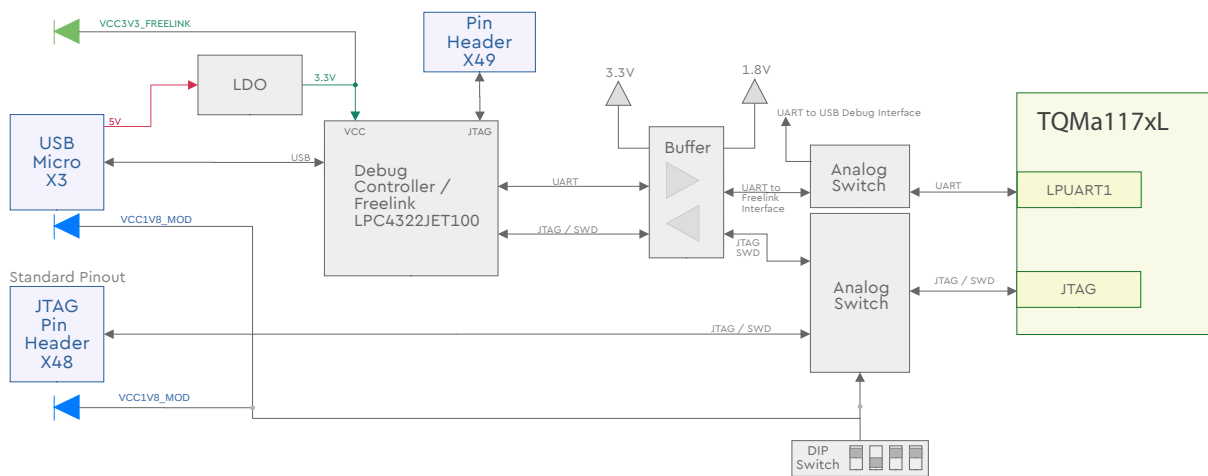 VCC3V3_FREELINK
Pin
Header
X49
LDO
3.3V
3.3V
1.8V
5V
UART to USB Debug Interface
TQMa117xL
USB
Micro
X3
VCC
JTAG
USB
Debug
Controller /
Freelink
LPC4322JET100
Buffer
Analog
Switch
UART
UART to
Freelink
Interface
UART
LPUART1
VCC1V8_MOD
JTAG / SWD
JTAG
SWD
Standard Pinout
JTAG
Pin
Header
X48
Analog
Switch
JTAG / SWD
JTAG
JTAG / SWD
VCC1V8_MOD
DIP
Switch